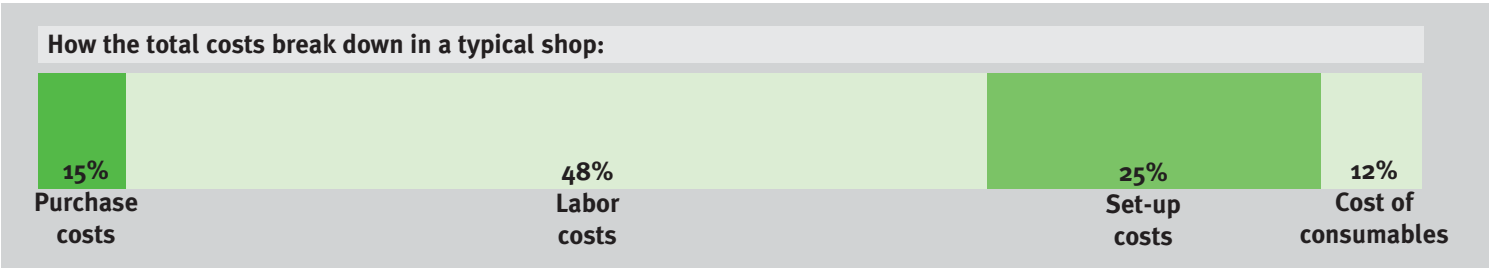 How the total costs break down in a typical shop:
15%
Purchase
costs
48%
Labor
costs
25%
Set-up
costs
12%
Cost of
consumables